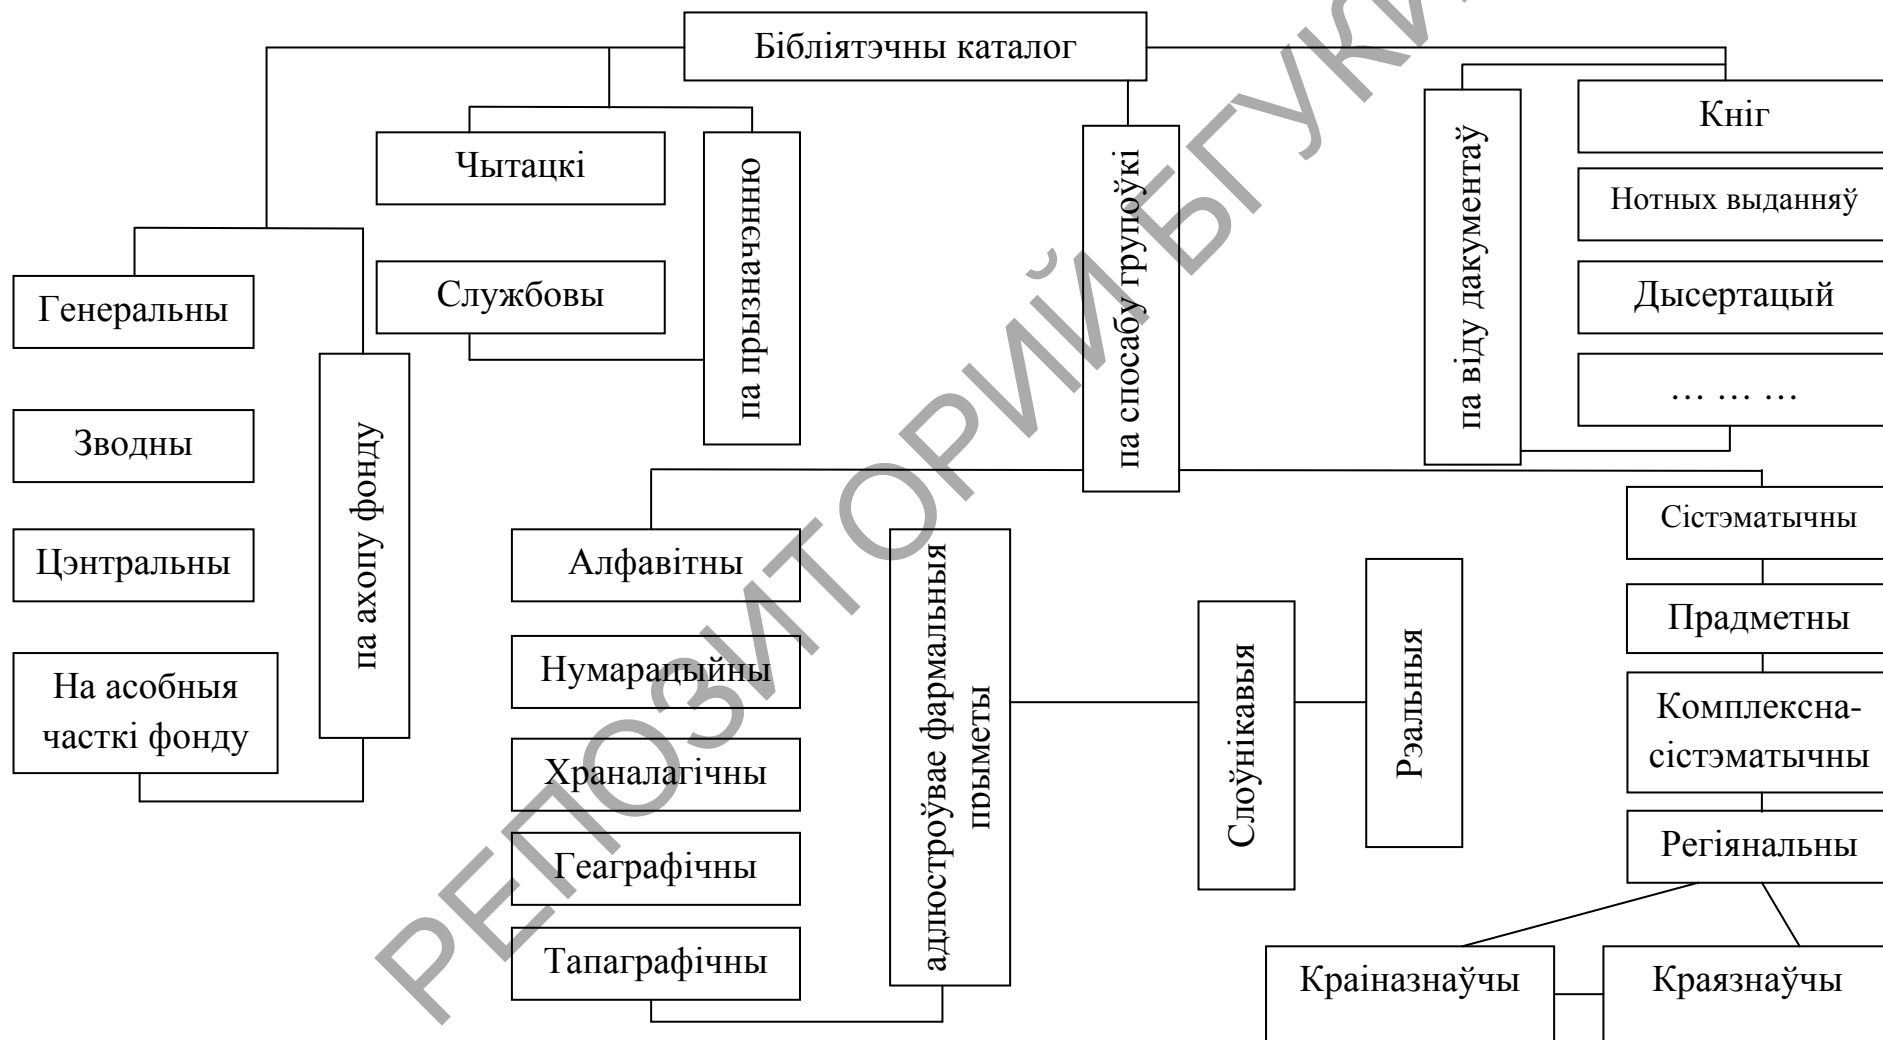 Бібліятэчны каталог
Чытацкі
Службовы
па прызначэнню
Генеральны
Зводны
Цэнтральны
На асобныя
часткі фонду
па ахопу фонду
па спосабу групоўкі
па віду дакументаў
Кніг
Нотных выданняў
Дысертацый
… … …
Алфавітны
Нумарацыйны
Храналагічны
Геаграфічны
Тапаграфічны
адлюстроўвае фармальныя
прыметы
Слоўнікавыя
Рэальныя
Сістэматычны
Прадметны
Комплексна-
сістэматычны
Регіянальны
Краіназнаўчы
Краязнаўчы
РЕПОЗИТОРИЙ БГУКИ